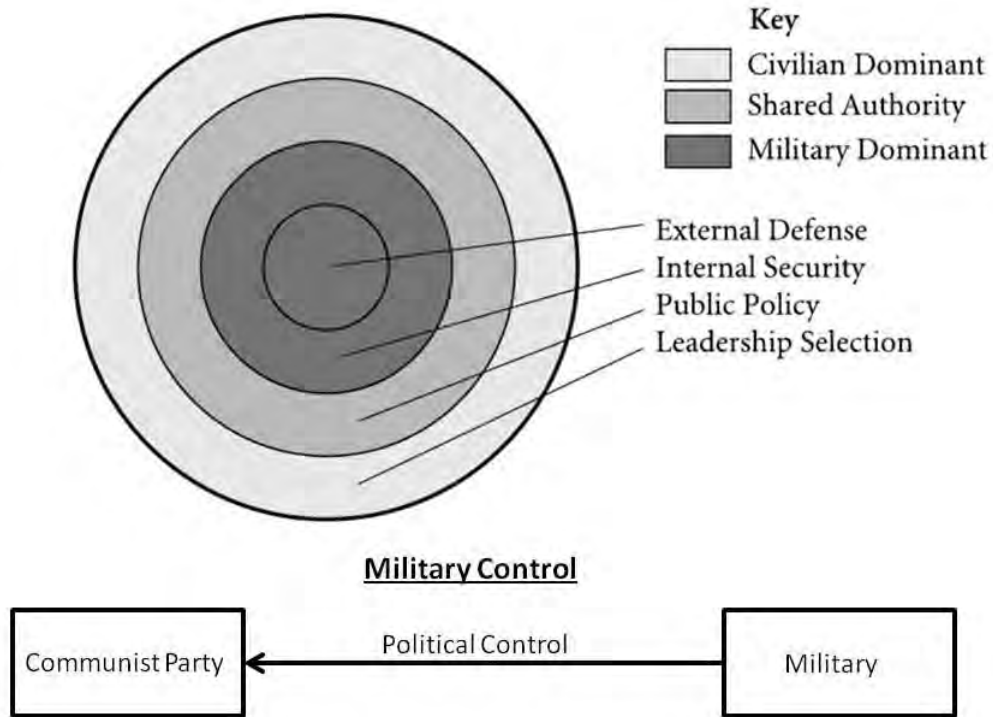 Key
Civilian Dominant
Shared Authority
Military Dominant
External Defense
Internal Security
Public Policy
Leadership Selection
Military Control
Communist Party
Political Control
Military